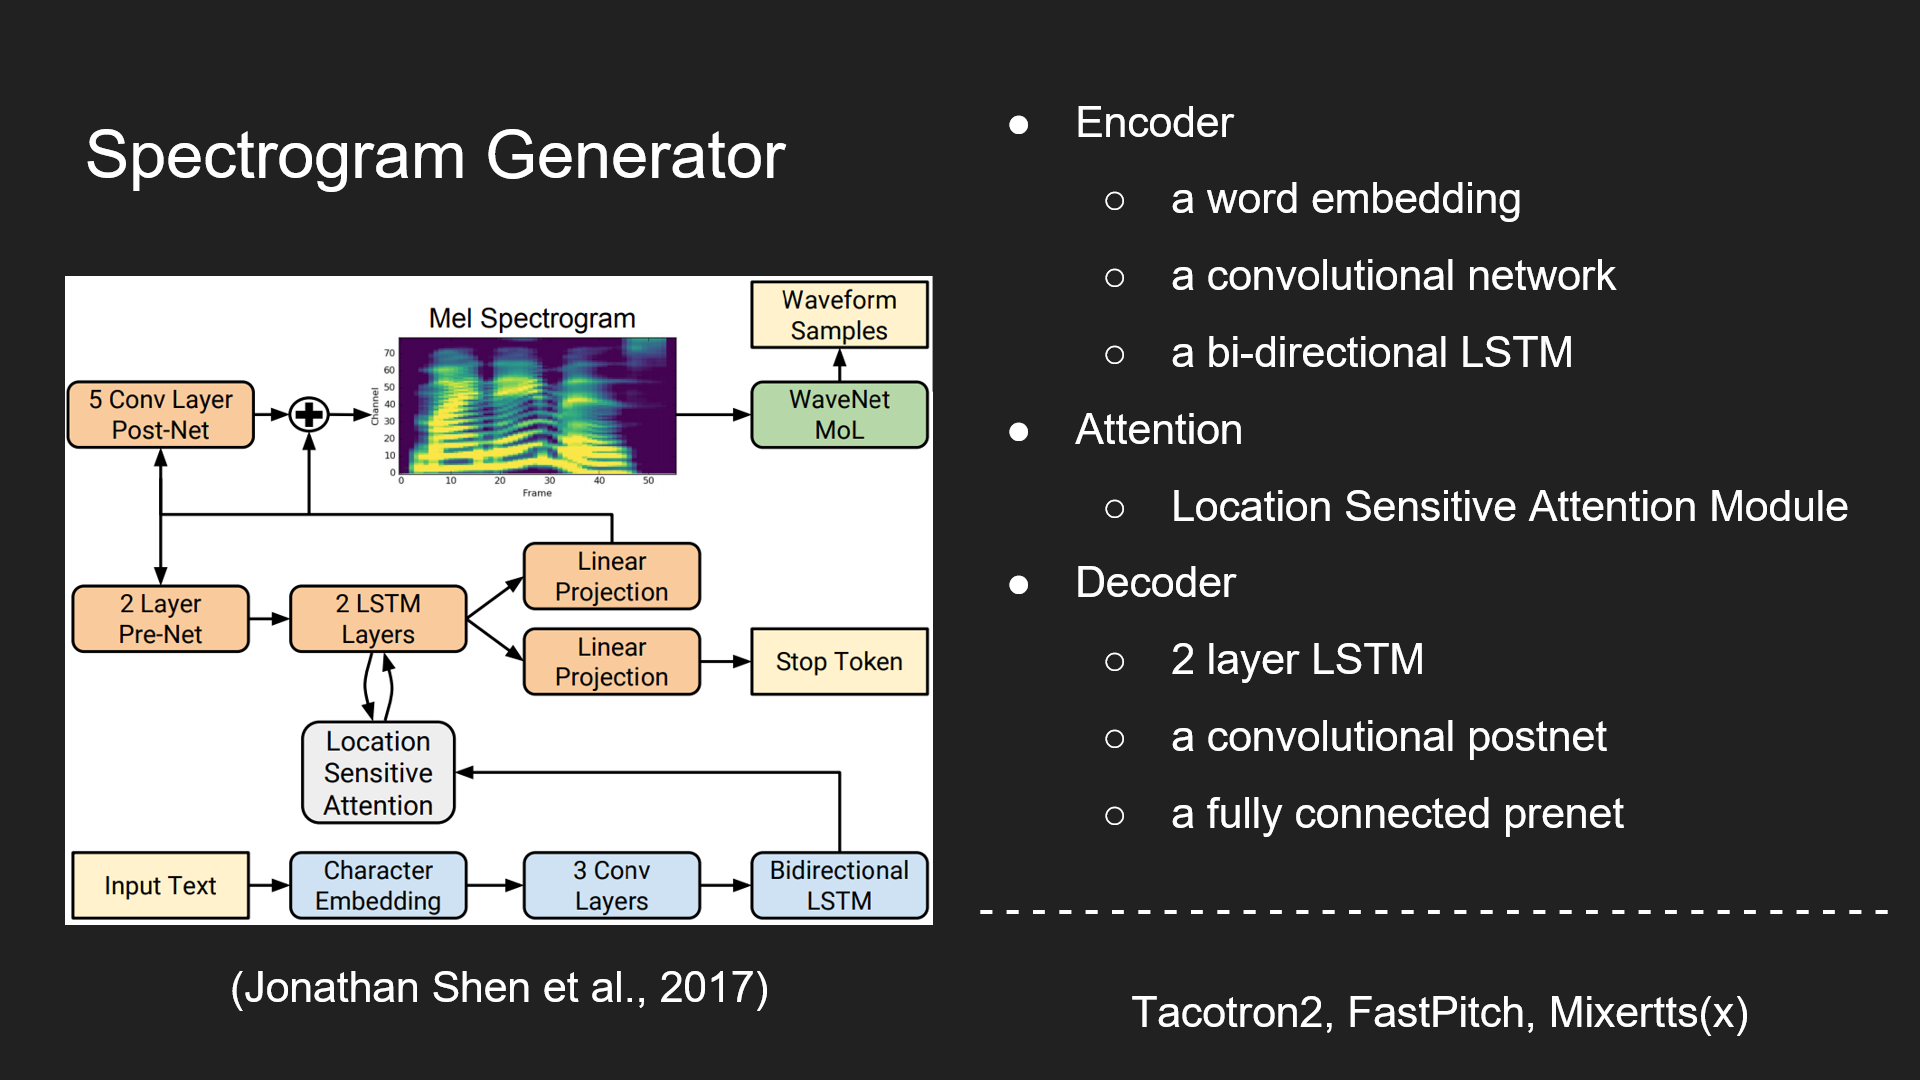 Spectrogram Generator
Mel Spectrogram
Waveform
Samples
70
60
50
40
30
20
10
0
Channel
0 10 20 30 40 50
Frame
5 Conv Layer
Post-Net
WaveNet
MoL
Linear
Projection
2 Layer
Pre-Net
2 LSTM
Layers
Linear
Projection
Stop Token
Location
Sensitive
Attention
Input Text
Character
Embedding
3 Conv
Layers
Bidirectional
LSTM
(Jonathan Shen et al., 2017)
● Encoder
○ a word embedding
○ a convolutional network
○ a bi-directional LSTM
● Attention
○ Location Sensitive Attention Module
● Decoder
○ 2 layer LSTM
○ a convolutional postnet
○ a fully connected prenet
Tacotron2, FastPitch, Mixertts(x)